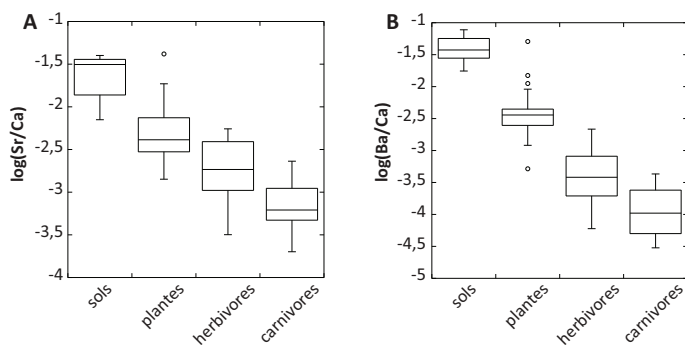 A
B
log(Sr/Ca)
-1
-1,5
-2
-2,5
-3
-3,5
-4
sols
plantes
herbivores
carnivores
log(Ba/Ca)
-1
-1,5
-2
-2,5
-3
-3,5
-4
-4,5
-5
sols
plantes
herbivores
carnivores